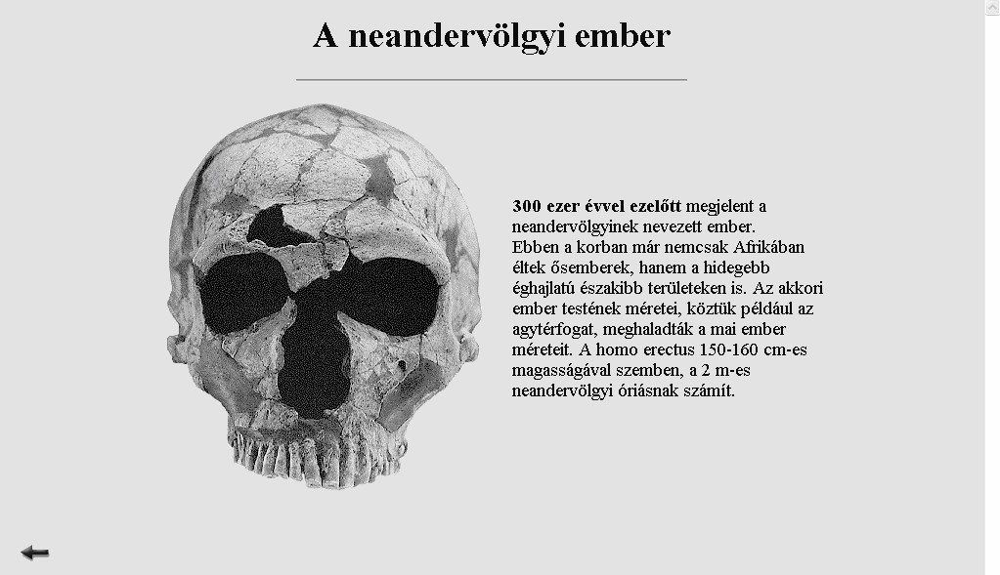 A neandervölgyi ember
300 ezer évvel ezelőtt megjelent a
neandervölgyinek nevezett ember.
Ebben a korban már nemcsak Afrikában
éltek ősemberek, hanem a hidegebb
éghajlatú északibb területeken is. Az akkori
ember testének méretei, köztük például az
agytérfogat, meghaladták a mai ember
méreteit. A homo erectus 150-160 cm-es
magasságával szemben, a 2 m-es
neandervölgyi óriásnak számít.